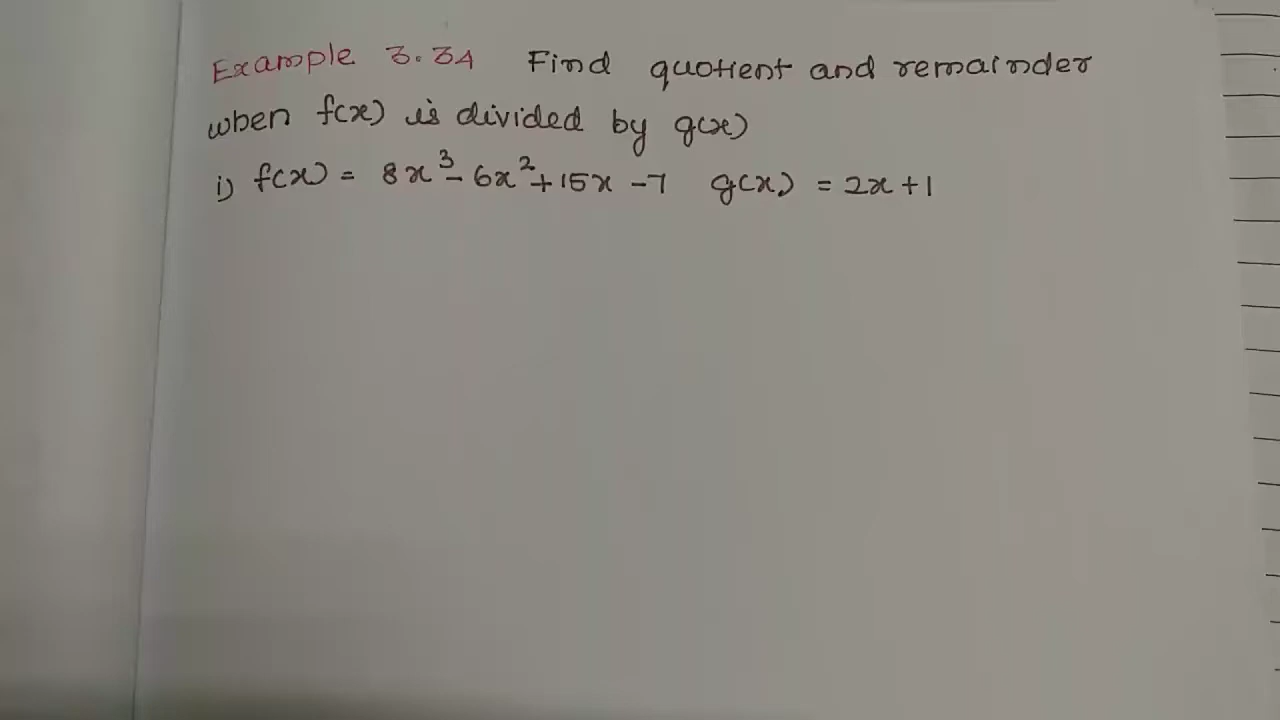 Example 3.34 Find quotient and remainder
when f(x) is divided by g(x)
i) f(x) = 8x³ - 6x² + 15x - 7 g(x) = 2x + 1